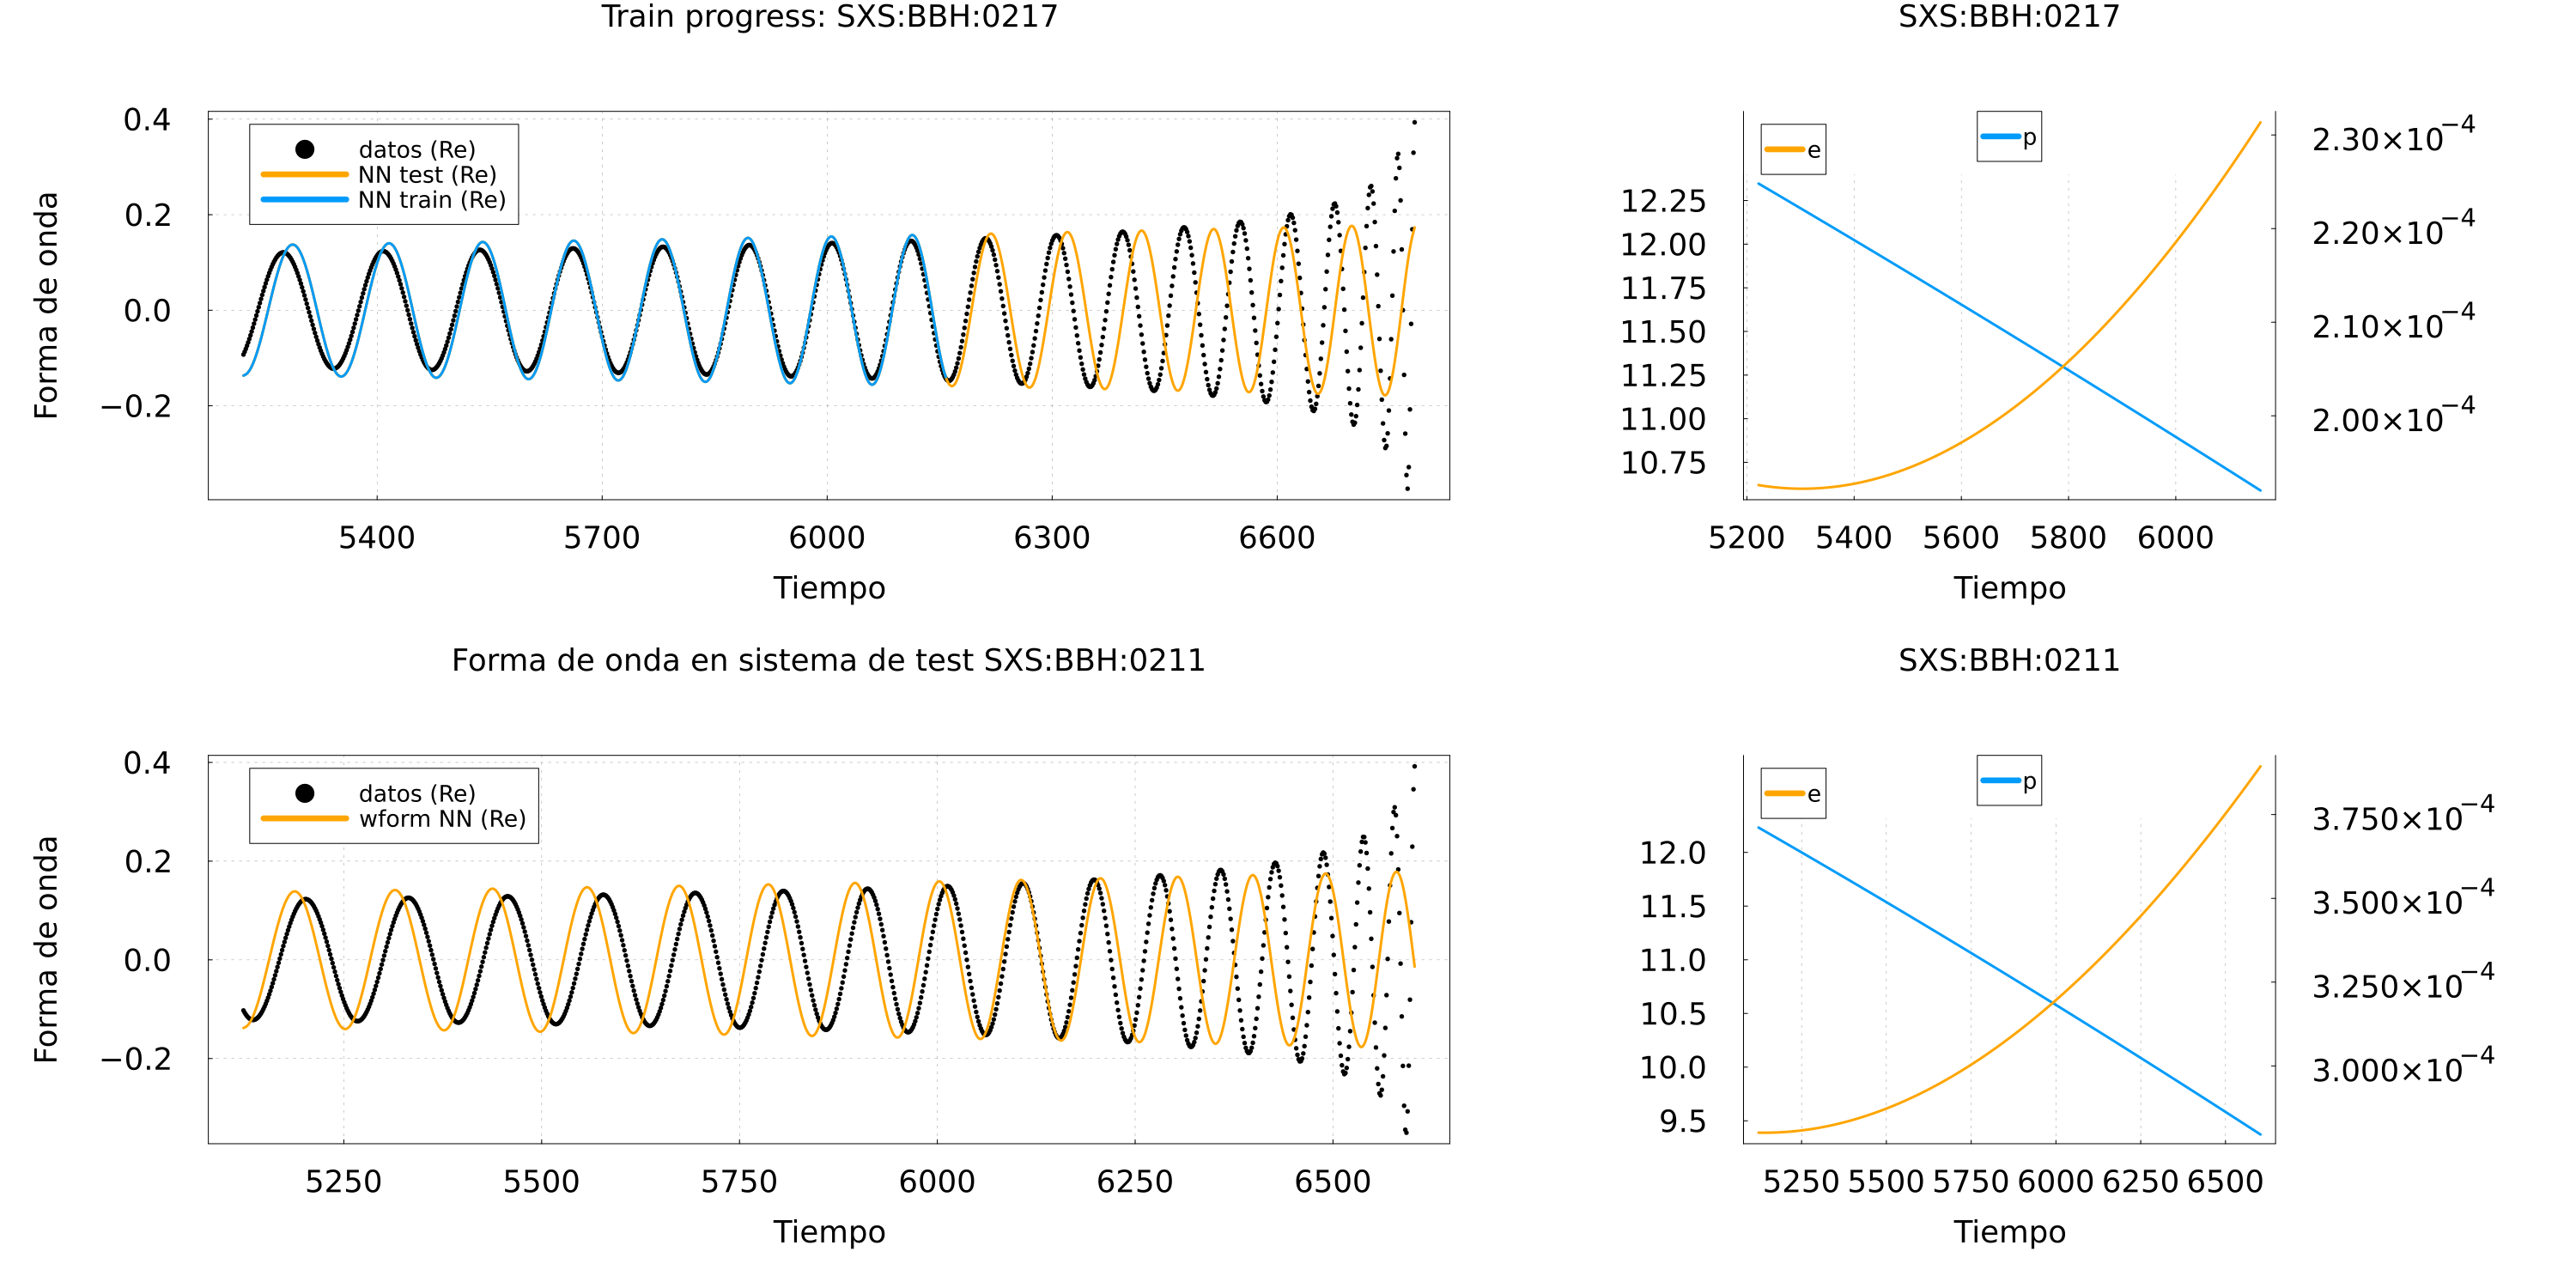 Train progress: SXS:BBH:0217
Forma de onda
0.4
0.2
0.0
−0.2
datos (Re)
NN test (Re)
NN train (Re)
5400 5700 6000 6300 6600
Tiempo
SXS:BBH:0217
e
p
12.25
12.00
11.75
11.50
11.25
11.00
10.75
2.30×10⁻⁴
2.20×10⁻⁴
2.10×10⁻⁴
2.00×10⁻⁴
5200 5400 5600 5800 6000
Tiempo
Forma de onda en sistema de test SXS:BBH:0211
Forma de onda
0.4
0.2
0.0
−0.2
datos (Re)
wform NN (Re)
5250 5500 5750 6000 6250 6500
Tiempo
SXS:BBH:0211
e
p
12.0
11.5
11.0
10.5
10.0
9.5
3.750×10⁻⁴
3.500×10⁻⁴
3.250×10⁻⁴
3.000×10⁻⁴
5250 5500 5750 6000 6250 6500
Tiempo